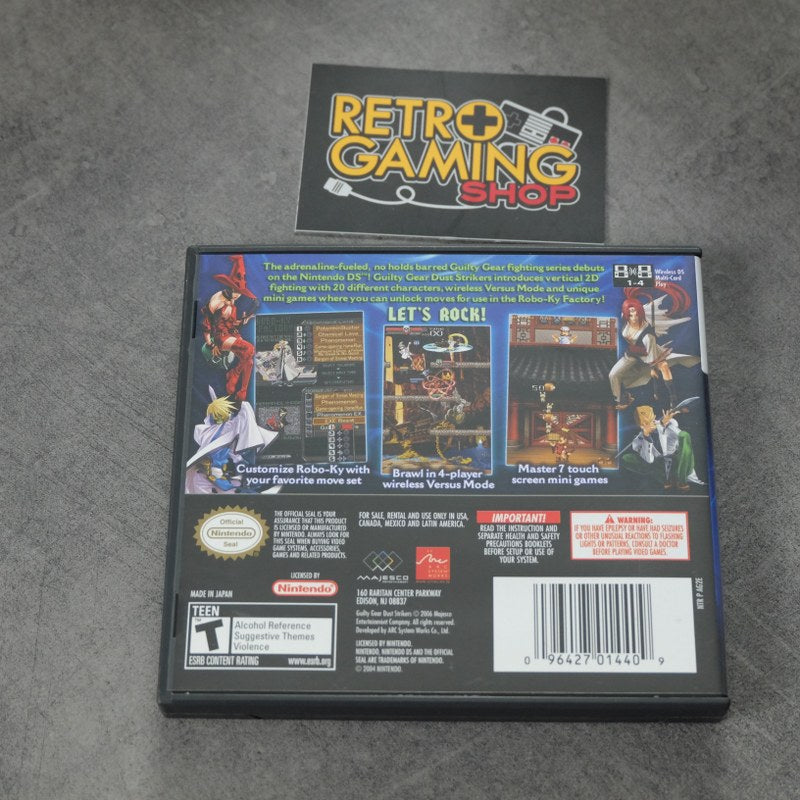 RETRO
GAMING
SHOP
The adrenaline-fueled, no holds barred Guilty Gear fighting series debuts
on the Nintendo DS™! Guilty Gear Dust Strikers introduces vertical 2D
fighting with 20 different characters, wireless Versus Mode and unique
mini games where you can unlock moves for use in the Robo-Ky Factory!
1-4
Wireless DS
Multi-Card
Play
LET'S ROCK!
Customize Robo-Ky with
your favorite move set
Brawl in 4-player
wireless Versus Mode
Master 7 touch
screen mini games
Official
Nintendo
Seal
THE OFFICIAL SEAL IS YOUR
ASSURANCE THAT THIS PRODUCT
IS LICENSED OR MANUFACTURED
BY NINTENDO. ALWAYS LOOK FOR
THIS SEAL WHEN BUYING VIDEO
GAME SYSTEMS, ACCESSORIES,
GAMES AND RELATED PRODUCTS.
FOR SALE, RENTAL AND USE ONLY IN USA,
CANADA, MEXICO AND LATIN AMERICA.
IMPORTANT!
READ THE INSTRUCTION AND
SEPARATE HEALTH AND SAFETY
PRECAUTIONS BOOKLETS
BEFORE SETUP OR USE OF
YOUR SYSTEM.
WARNING:
IF YOU HAVE EPILEPSY OR HAVE HAD SEIZURES
OR OTHER UNUSUAL REACTIONS TO FLASHING
LIGHTS OR PATTERNS, CONSULT A DOCTOR
BEFORE PLAYING VIDEO GAMES.
MADE IN JAPAN
LICENSED BY
Nintendo
MAJESCO
160 RARITAN CENTER PARKWAY
EDISON, NJ 08837
Guilty Gear Dust Strikers © 2006 Majesco
Entertainment Company. All rights reserved.
Developed by ARC System Works Co., Ltd.
LICENSED BY NINTENDO.
NINTENDO, NINTENDO DS AND THE OFFICIAL
SEAL ARE TRADEMARKS OF NINTENDO.
© 2004 NINTENDO.
TEEN
T
Alcohol Reference
Suggestive Themes
Violence
ESRB CONTENT RATING www.esrb.org
NTR P AG2E
0 96427 01440 9